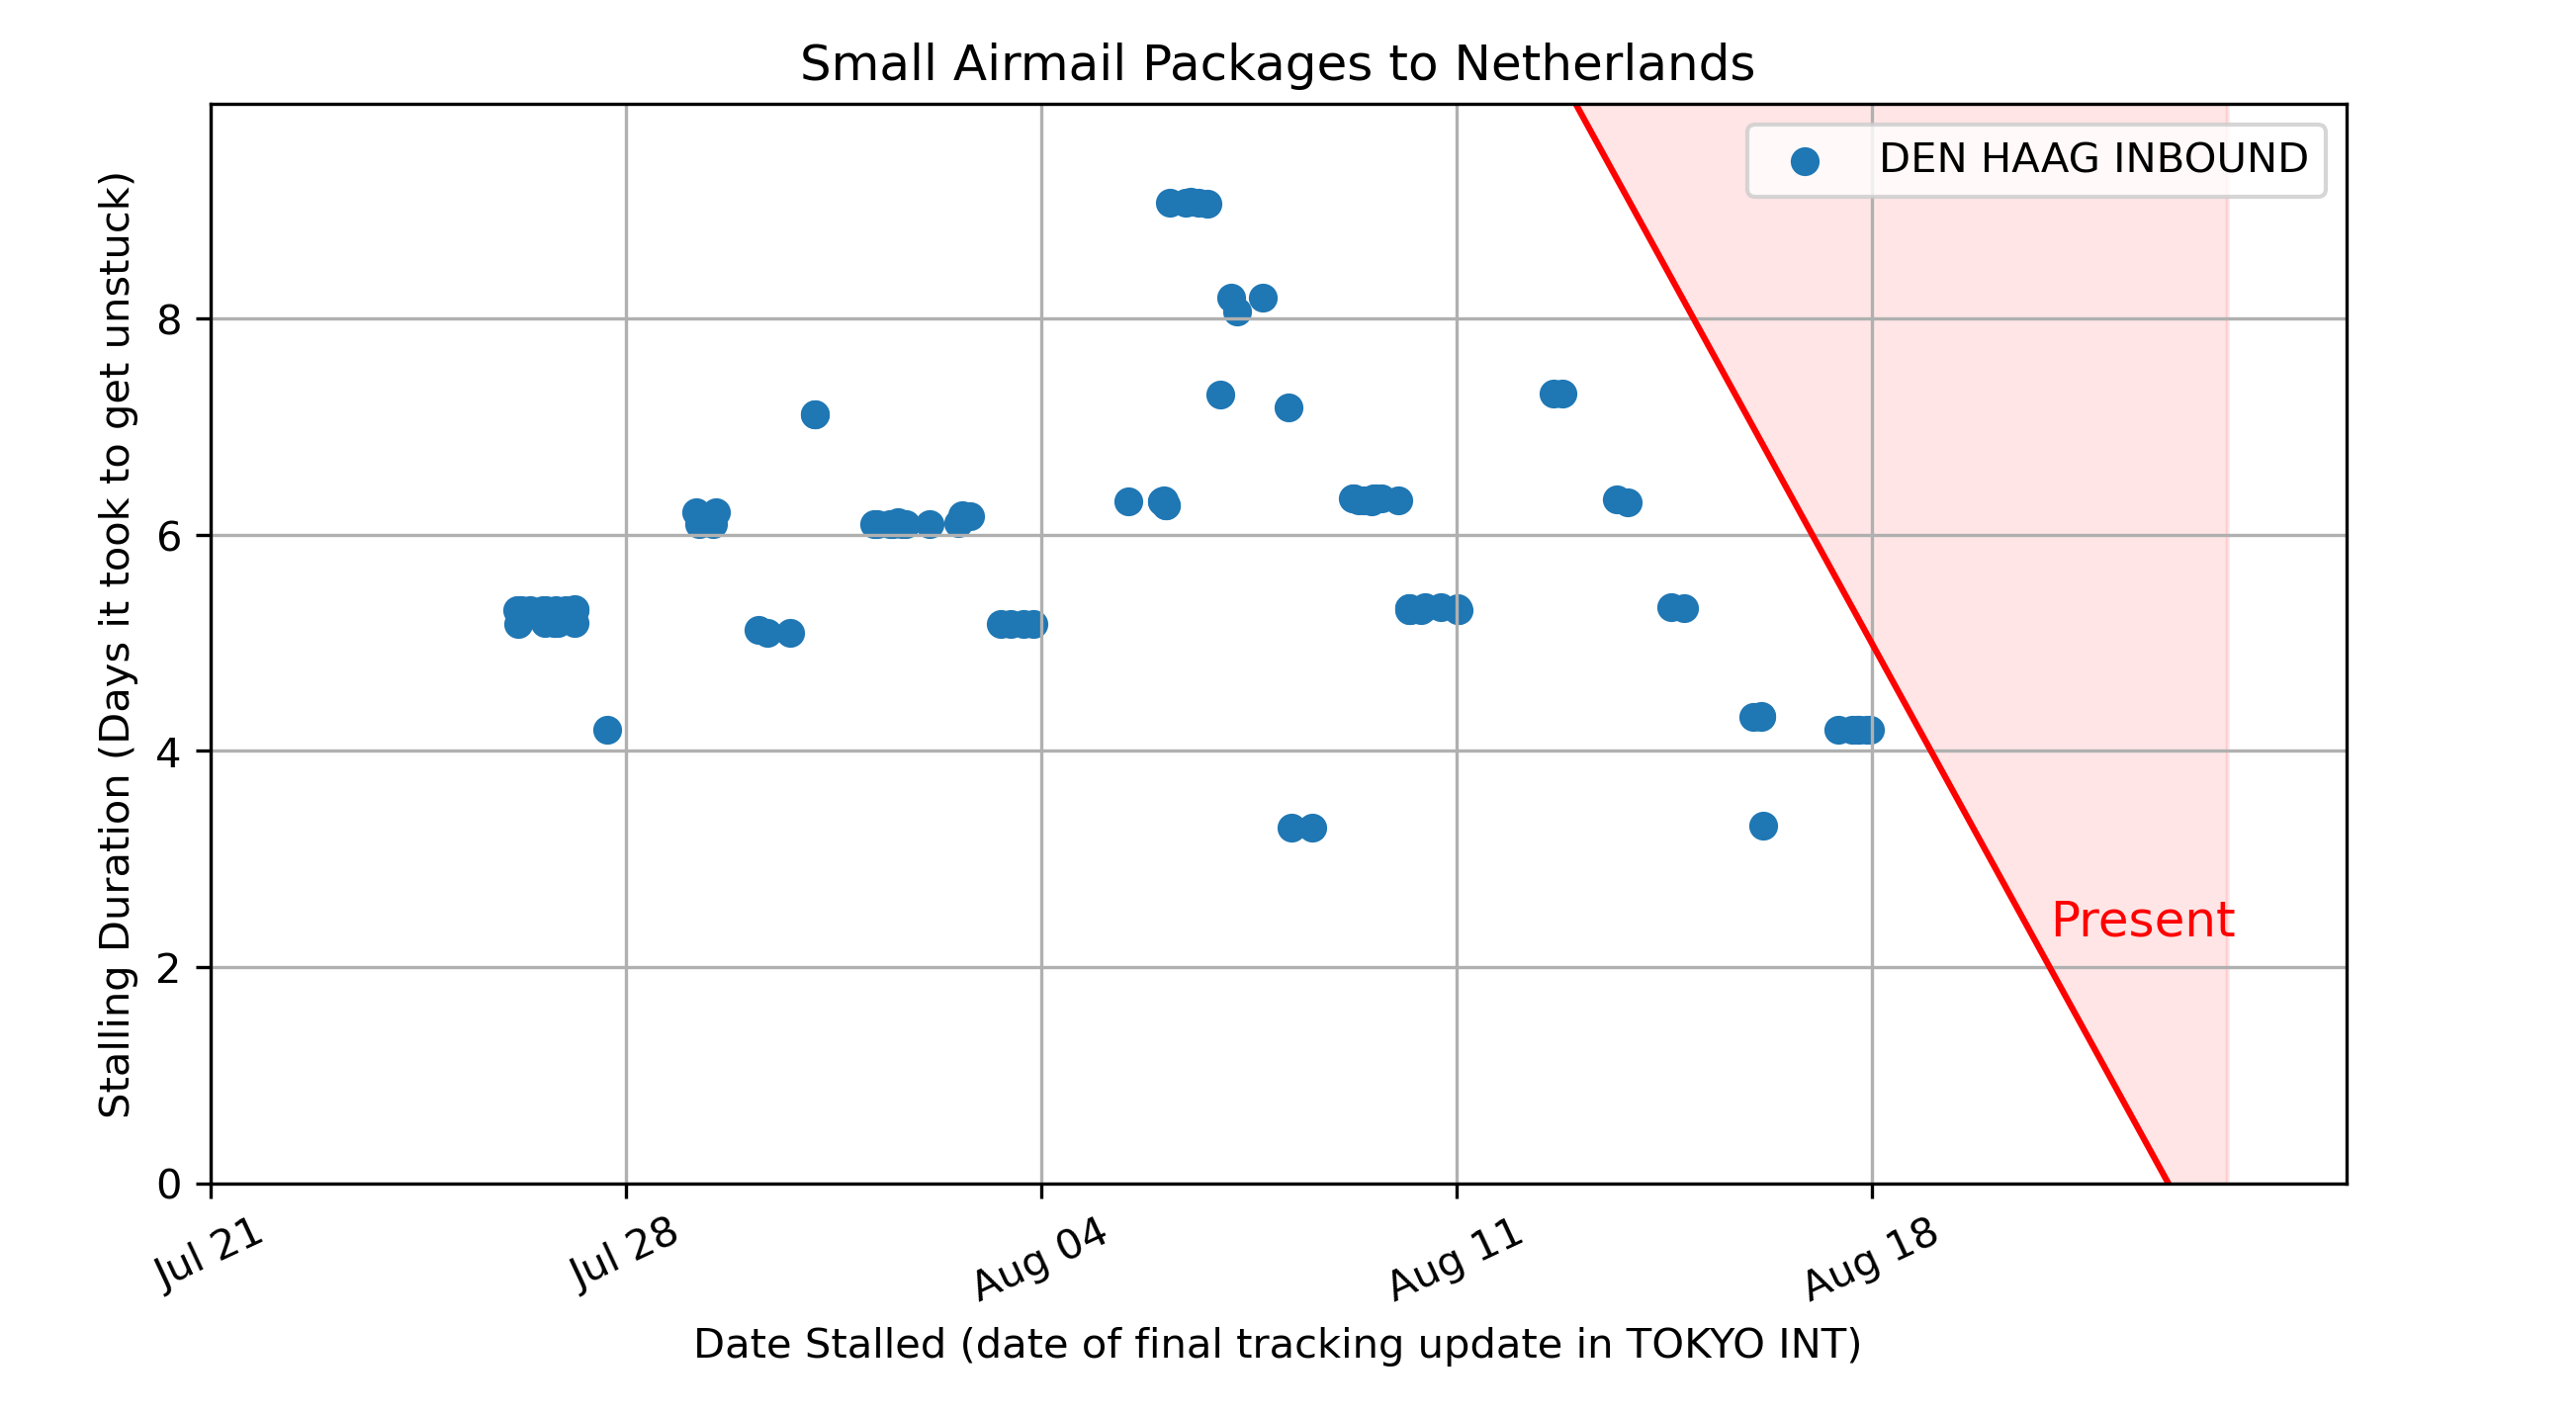 Small Airmail Packages to Netherlands
DEN HAAG INBOUND
Stalling Duration (Days it took to get unstuck)
8
6
4
2
0
Present
Jul 21
Jul 28
Aug 04
Aug 11
Aug 18
Date Stalled (date of final tracking update in TOKYO INT)